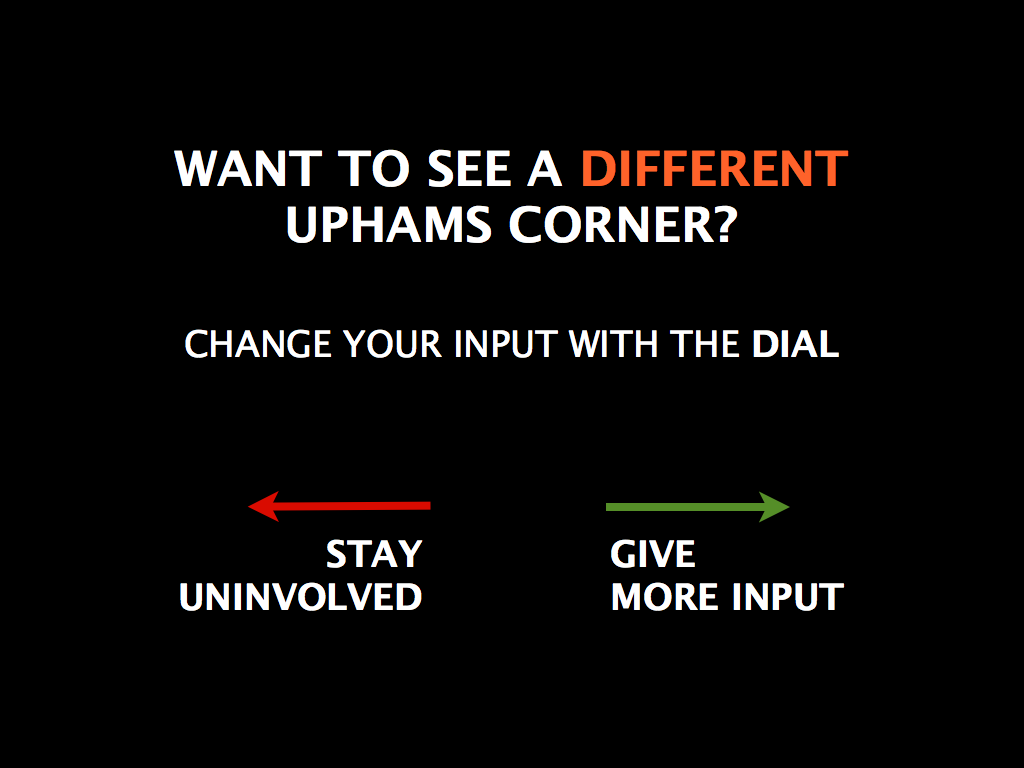 WANT TO SEE A DIFFERENT
UPHAMS CORNER?
CHANGE YOUR INPUT WITH THE DIAL
STAY
UNINVOLVED
GIVE
MORE INPUT